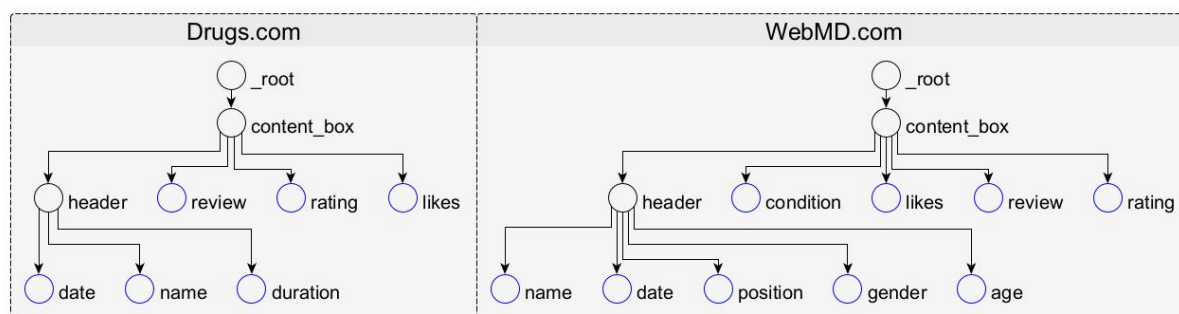 Drugs.com WebMD.com
_root _root
content_box content_box
header review rating likes header condition likes review rating
date name duration name date position gender age